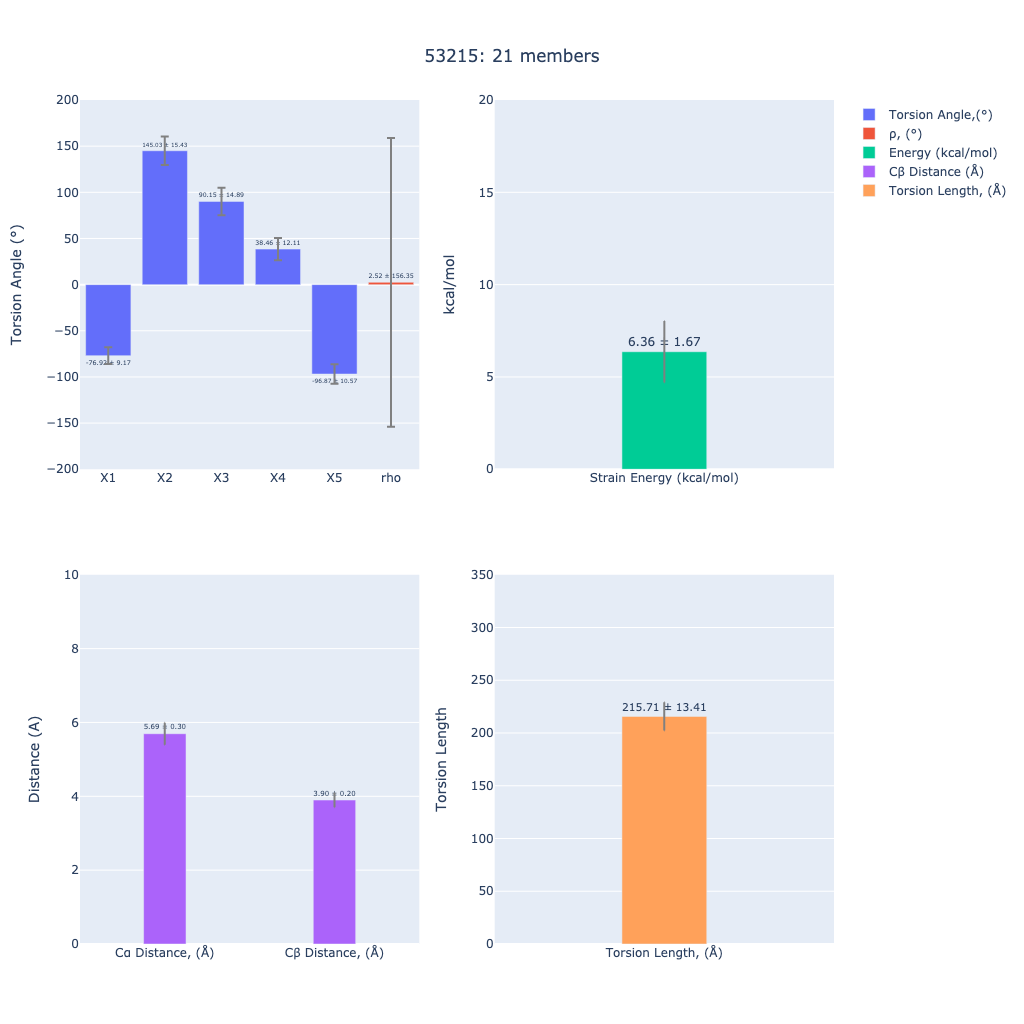 53215: 21 members
Torsion Angle (°)
200
150
100
50
0
−50
−100
−150
−200
-76.92 ± 9.17
145.03 ± 15.43
90.15 ± 14.89
38.46 ± 12.11
-96.87 ± 10.57
2.52 ± 156.35
X1 X2 X3 X4 X5 rho
kcal/mol
20
15
10
5
0
6.36 ± 1.67
Strain Energy (kcal/mol)
Torsion Angle,(°)
ρ, (°)
Energy (kcal/mol)
Cβ Distance (Å)
Torsion Length, (Å)
Distance (A)
10
8
6
4
2
0
5.69 ± 0.30
3.90 ± 0.20
Cα Distance, (Å) Cβ Distance, (Å)
Torsion Length
350
300
250
200
150
100
50
0
215.71 ± 13.41
Torsion Length, (Å)